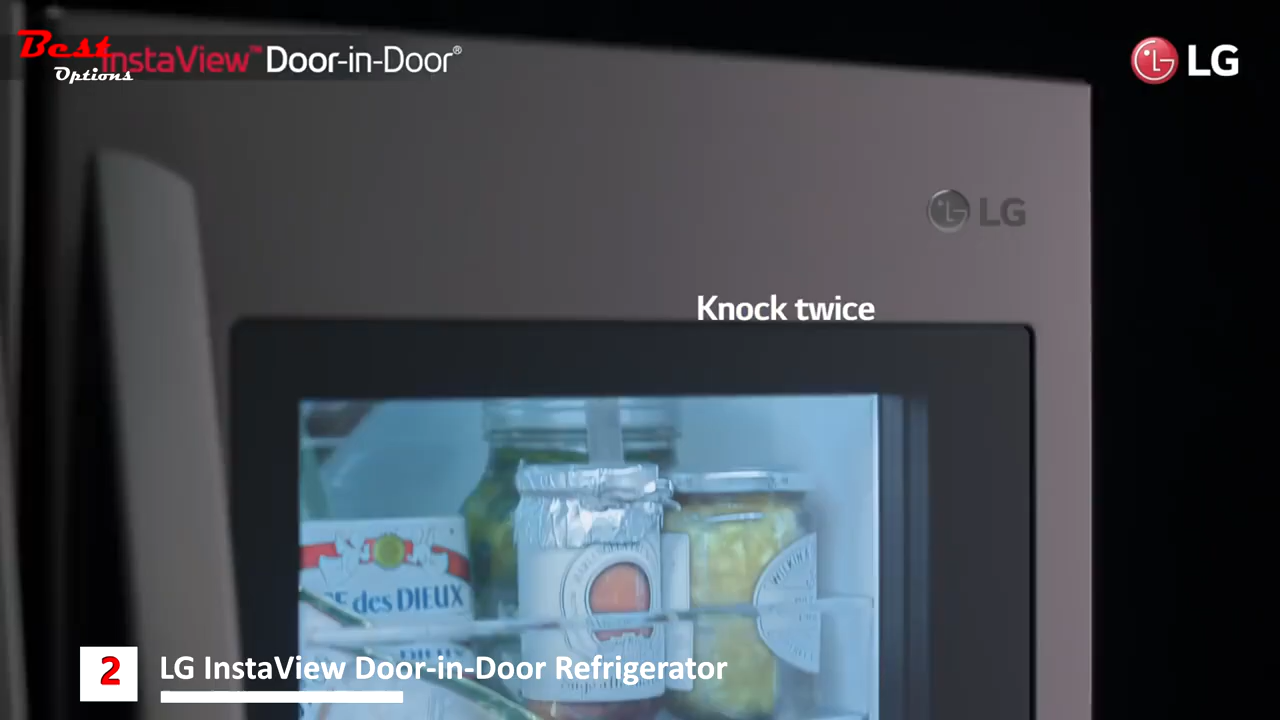 Best
Options
InstaView™ Door-in-Door®
LG
LG
Knock twice
des DIEUX
2
LG InstaView Door-in-Door Refrigerator